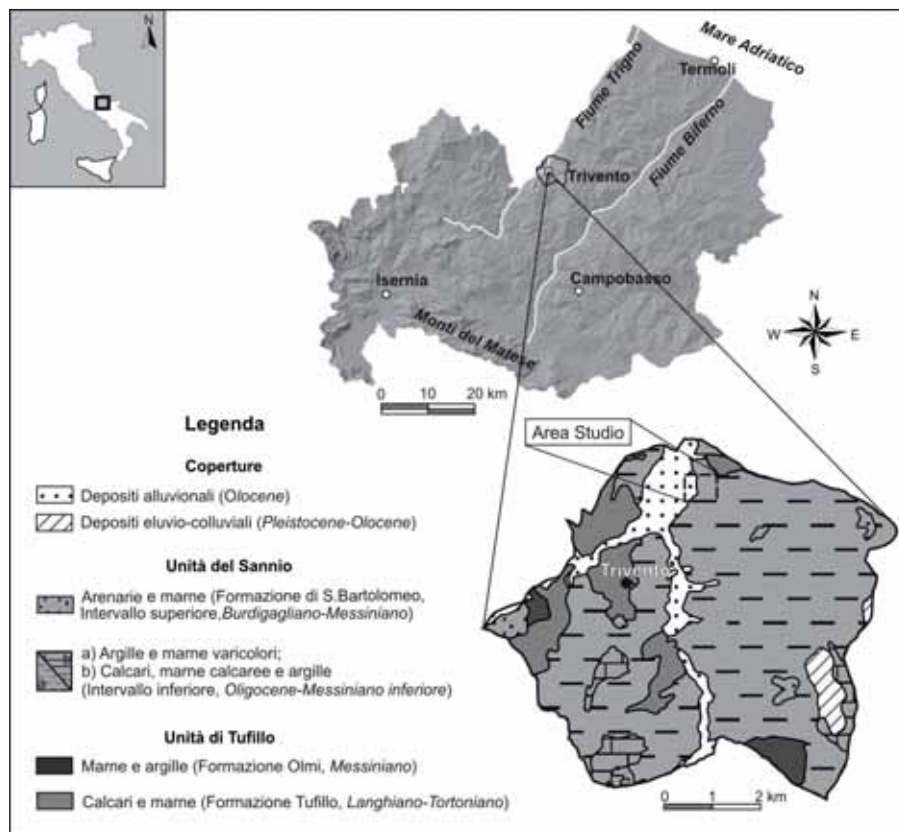 N
Mare Adriatico
Termoli
Fiume Trigno
Fiume Biferno
Trivento
Isernia
Campobasso
Monti del Matese
N
W E
S
0 10 20 km
Legenda
Area Studio
Coperture
Depositi alluvionali (Olocene)
Depositi eluvio-colluviali (Pleistocene-Olocene)
Unità del Sannio
Arenarie e marne (Formazione di S.Bartolomeo,
Intervallo superiore,Burdigagliano-Messiniano)
a) Argille e marne varicolori;
b) Calcari, marne calcaree e argille
(Intervallo inferiore, Oligocene-Messiniano inferiore)
Unità di Tufillo
Marne e argille (Formazione Olmi, Messiniano)
Calcari e marne (Formazione Tufillo, Langhiano-Tortoniano)
Trivento
0 1 2 km